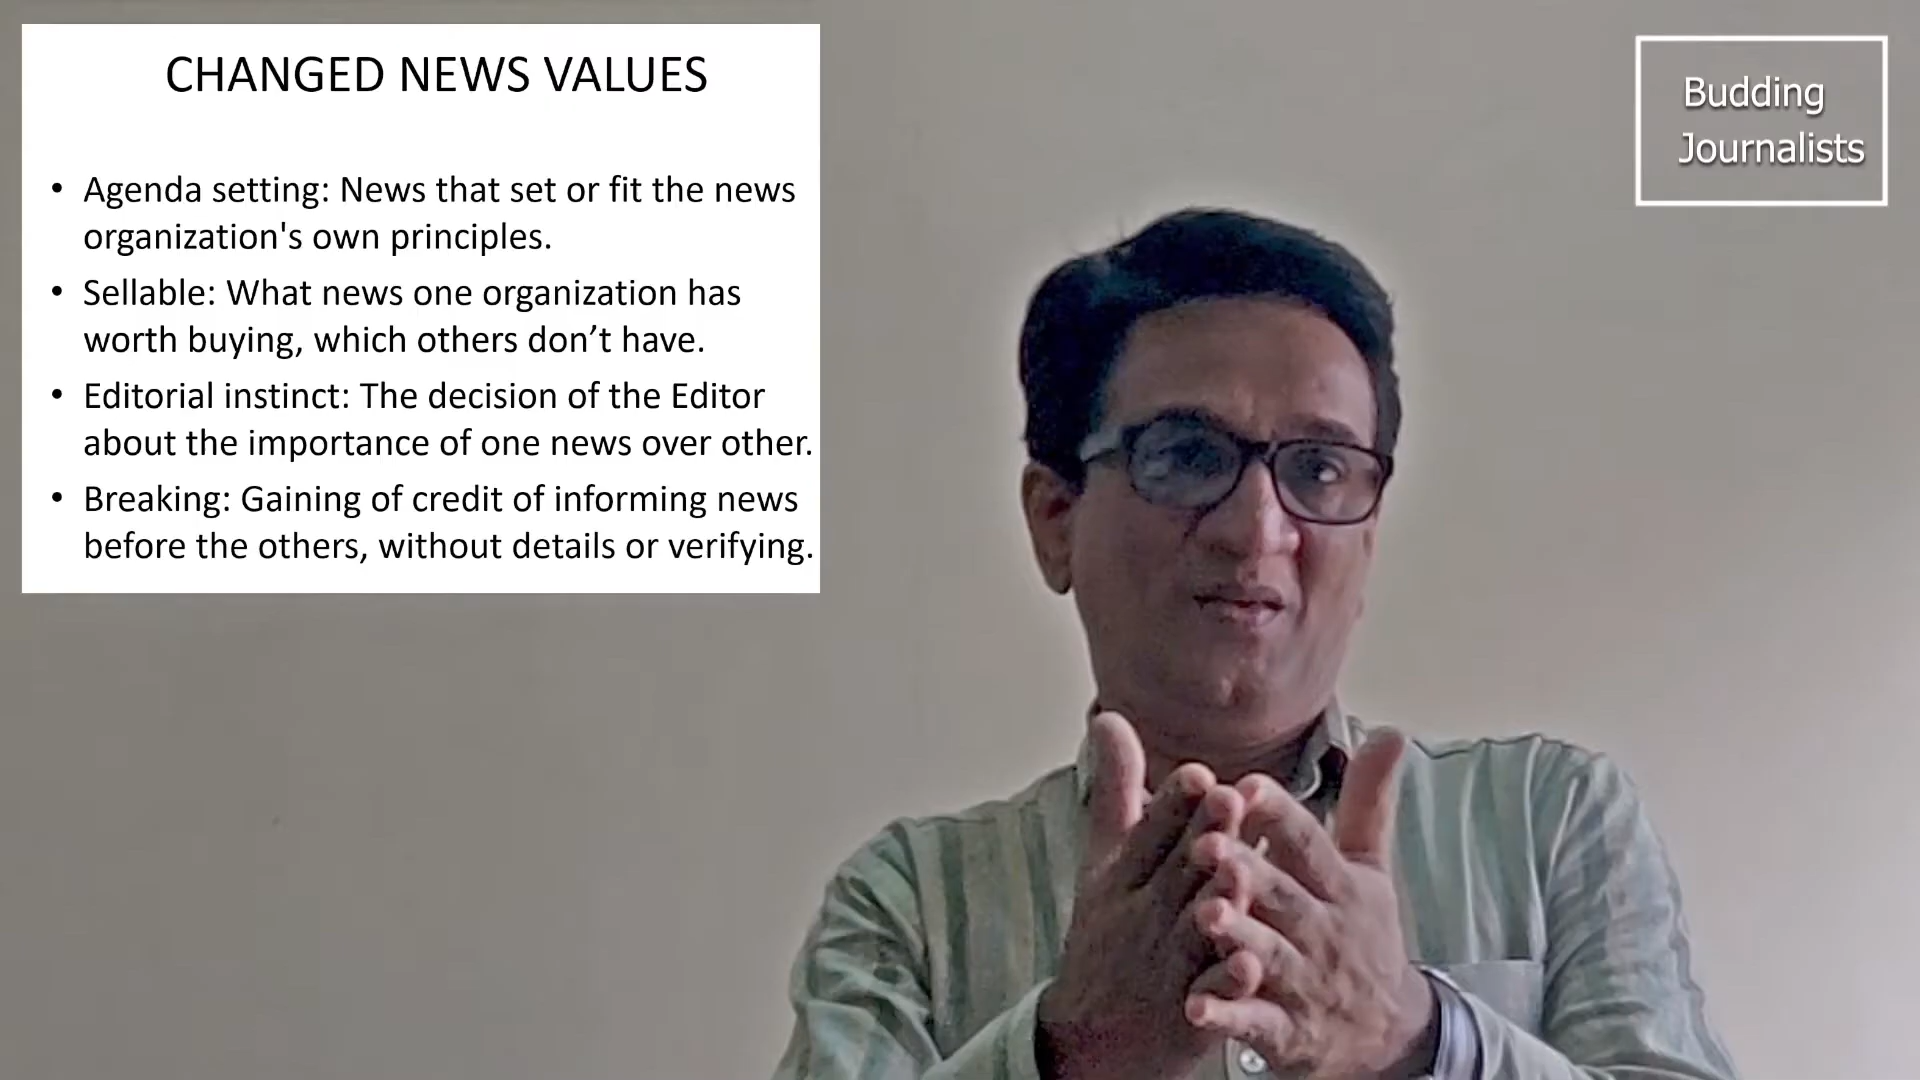 CHANGED NEWS VALUES
• Agenda setting: News that set or fit the news
organization's own principles.
• Sellable: What news one organization has
worth buying, which others don’t have.
• Editorial instinct: The decision of the Editor
about the importance of one news over other.
• Breaking: Gaining of credit of informing news
before the others, without details or verifying.
Budding
Journalists